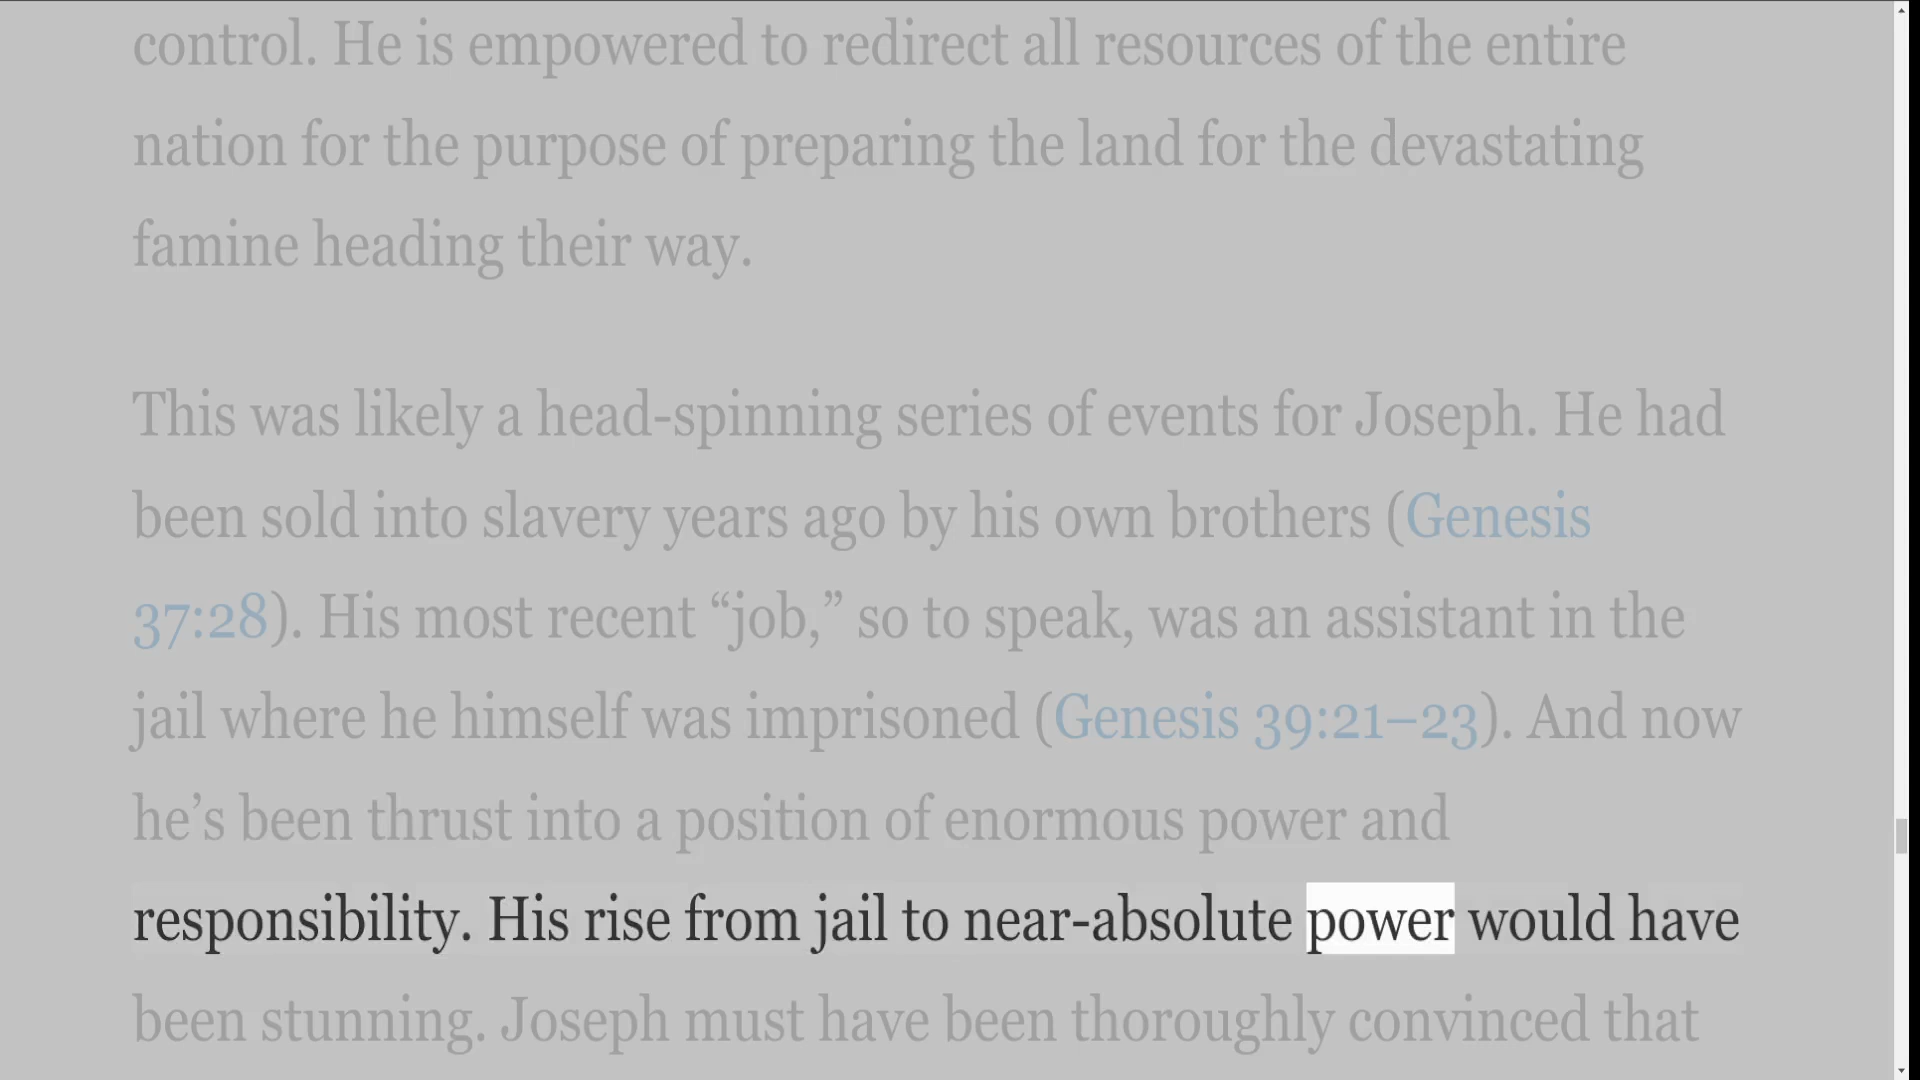 control. He is empowered to redirect all resources of the entire
nation for the purpose of preparing the land for the devastating
famine heading their way.
This was likely a head-spinning series of events for Joseph. He had
been sold into slavery years ago by his own brothers (Genesis
37:28). His most recent “job,” so to speak, was an assistant in the
jail where he himself was imprisoned (Genesis 39:21–23). And now
he’s been thrust into a position of enormous power and
responsibility. His rise from jail to near-absolute power would have
been stunning. Joseph must have been thoroughly convinced that